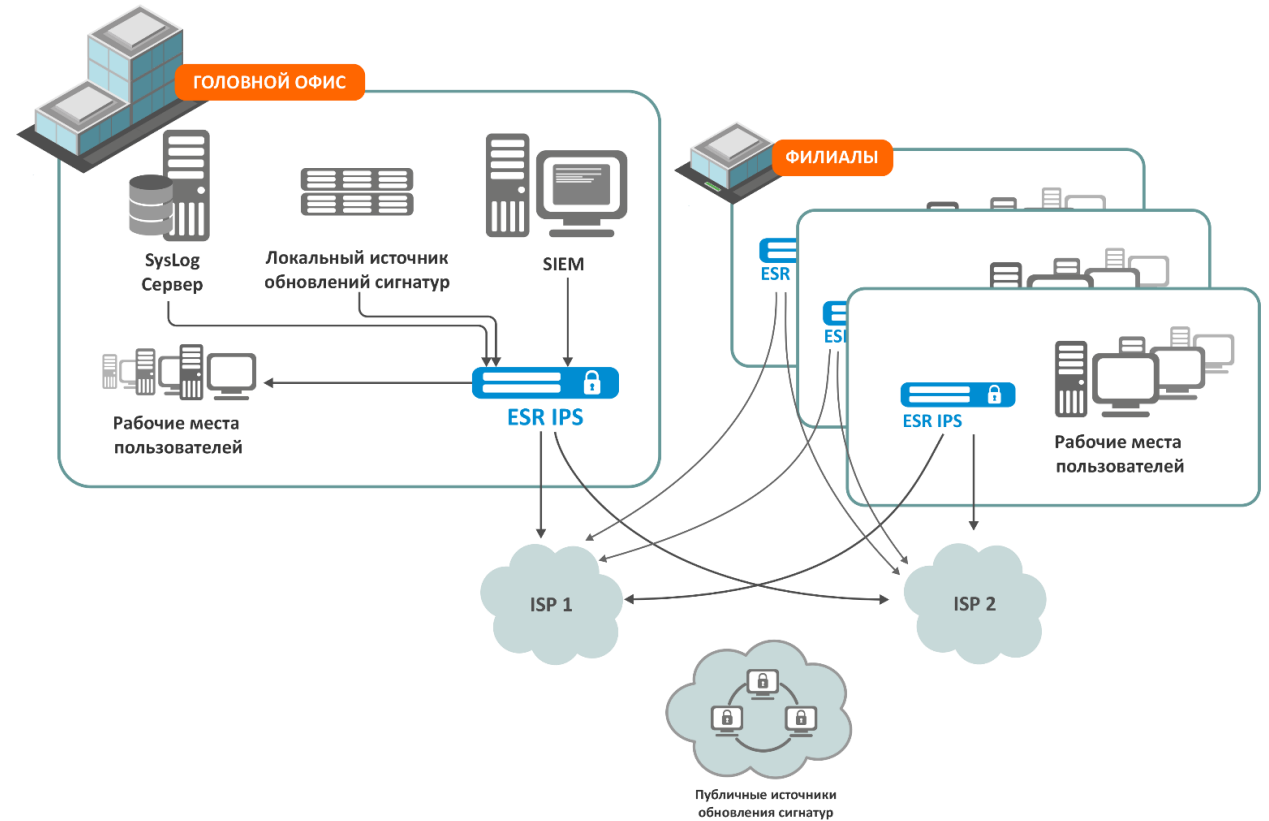 ГОЛОВНОЙ ОФИС
SysLog
Сервер
Локальный источник
обновлений сигнатур
SIEM
Рабочие места
пользователей
ESR IPS
ФИЛИАЛЫ
ESR
ESR IPS
Рабочие места
пользователей
ISP 1
ISP 2
Публичные источники
обновления сигнатур